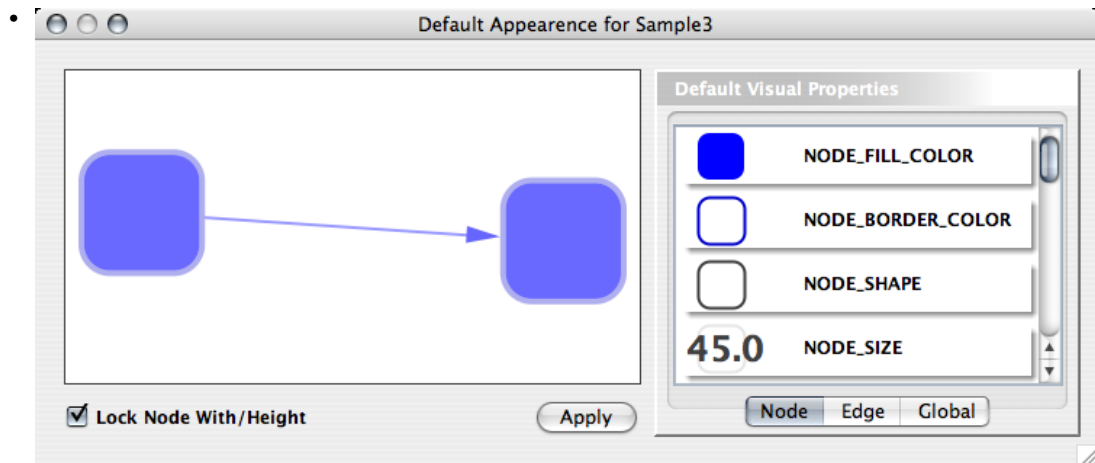 Default Appearence for Sample3
Default Visual Properties
NODE_FILL_COLOR
NODE_BORDER_COLOR
NODE_SHAPE
45.0 NODE_SIZE
Lock Node With/Height
Apply
Node Edge Global